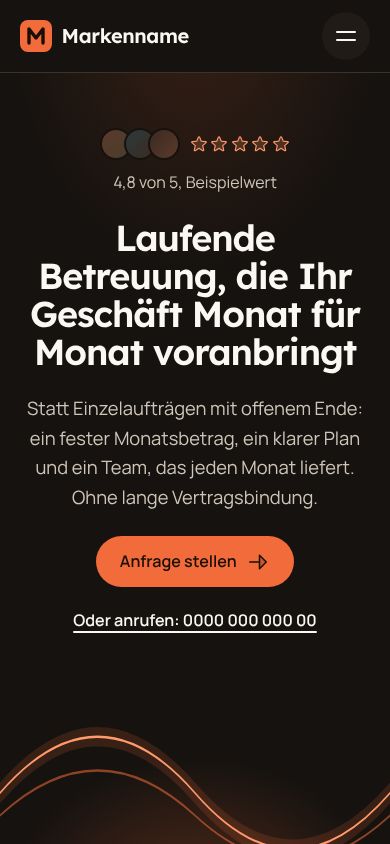 M Markenname
4,8 von 5, Beispielwert
Laufende
Betreuung, die Ihr
Geschäft Monat für
Monat voranbringt
Statt Einzelaufträgen mit offenem Ende:
ein fester Monatsbetrag, ein klarer Plan
und ein Team, das jeden Monat liefert.
Ohne lange Vertragsbindung.
Anfrage stellen
Oder anrufen: 0000 000 000 00